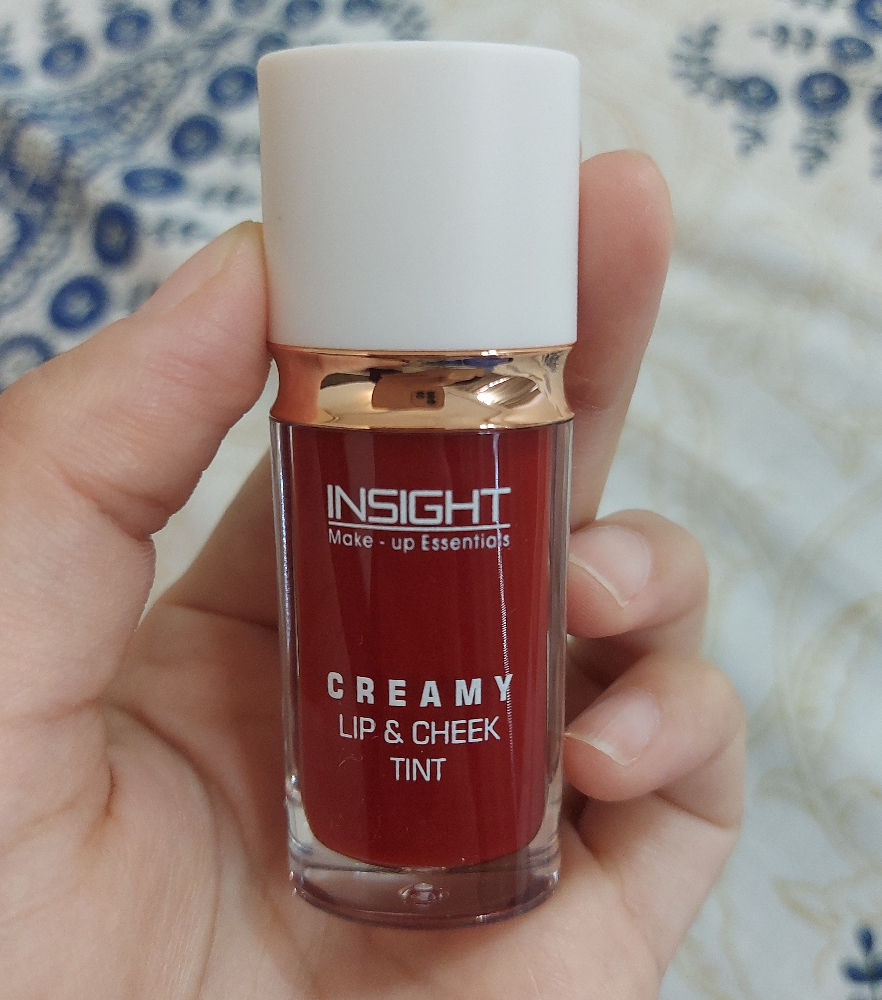 INSIGHT
Make - up Essentials
CREAMY
LIP & CHEEK
TINT